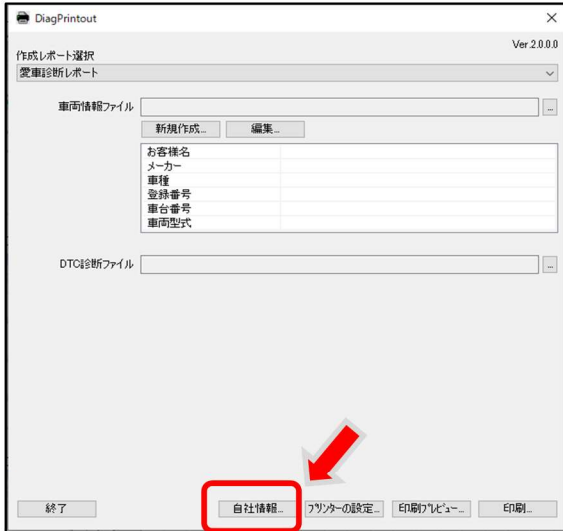 DiagPrintout
Ver.2.0.0.0
作成レポート選択
愛車診断レポート
車両情報ファイル ...
新規作成... 編集...
お客様名
メーカー
車種
登録番号
車台番号
車両型式
DTC診断ファイル ...
終了 自社情報... プリンターの設定... 印刷プレビュー... 印刷...